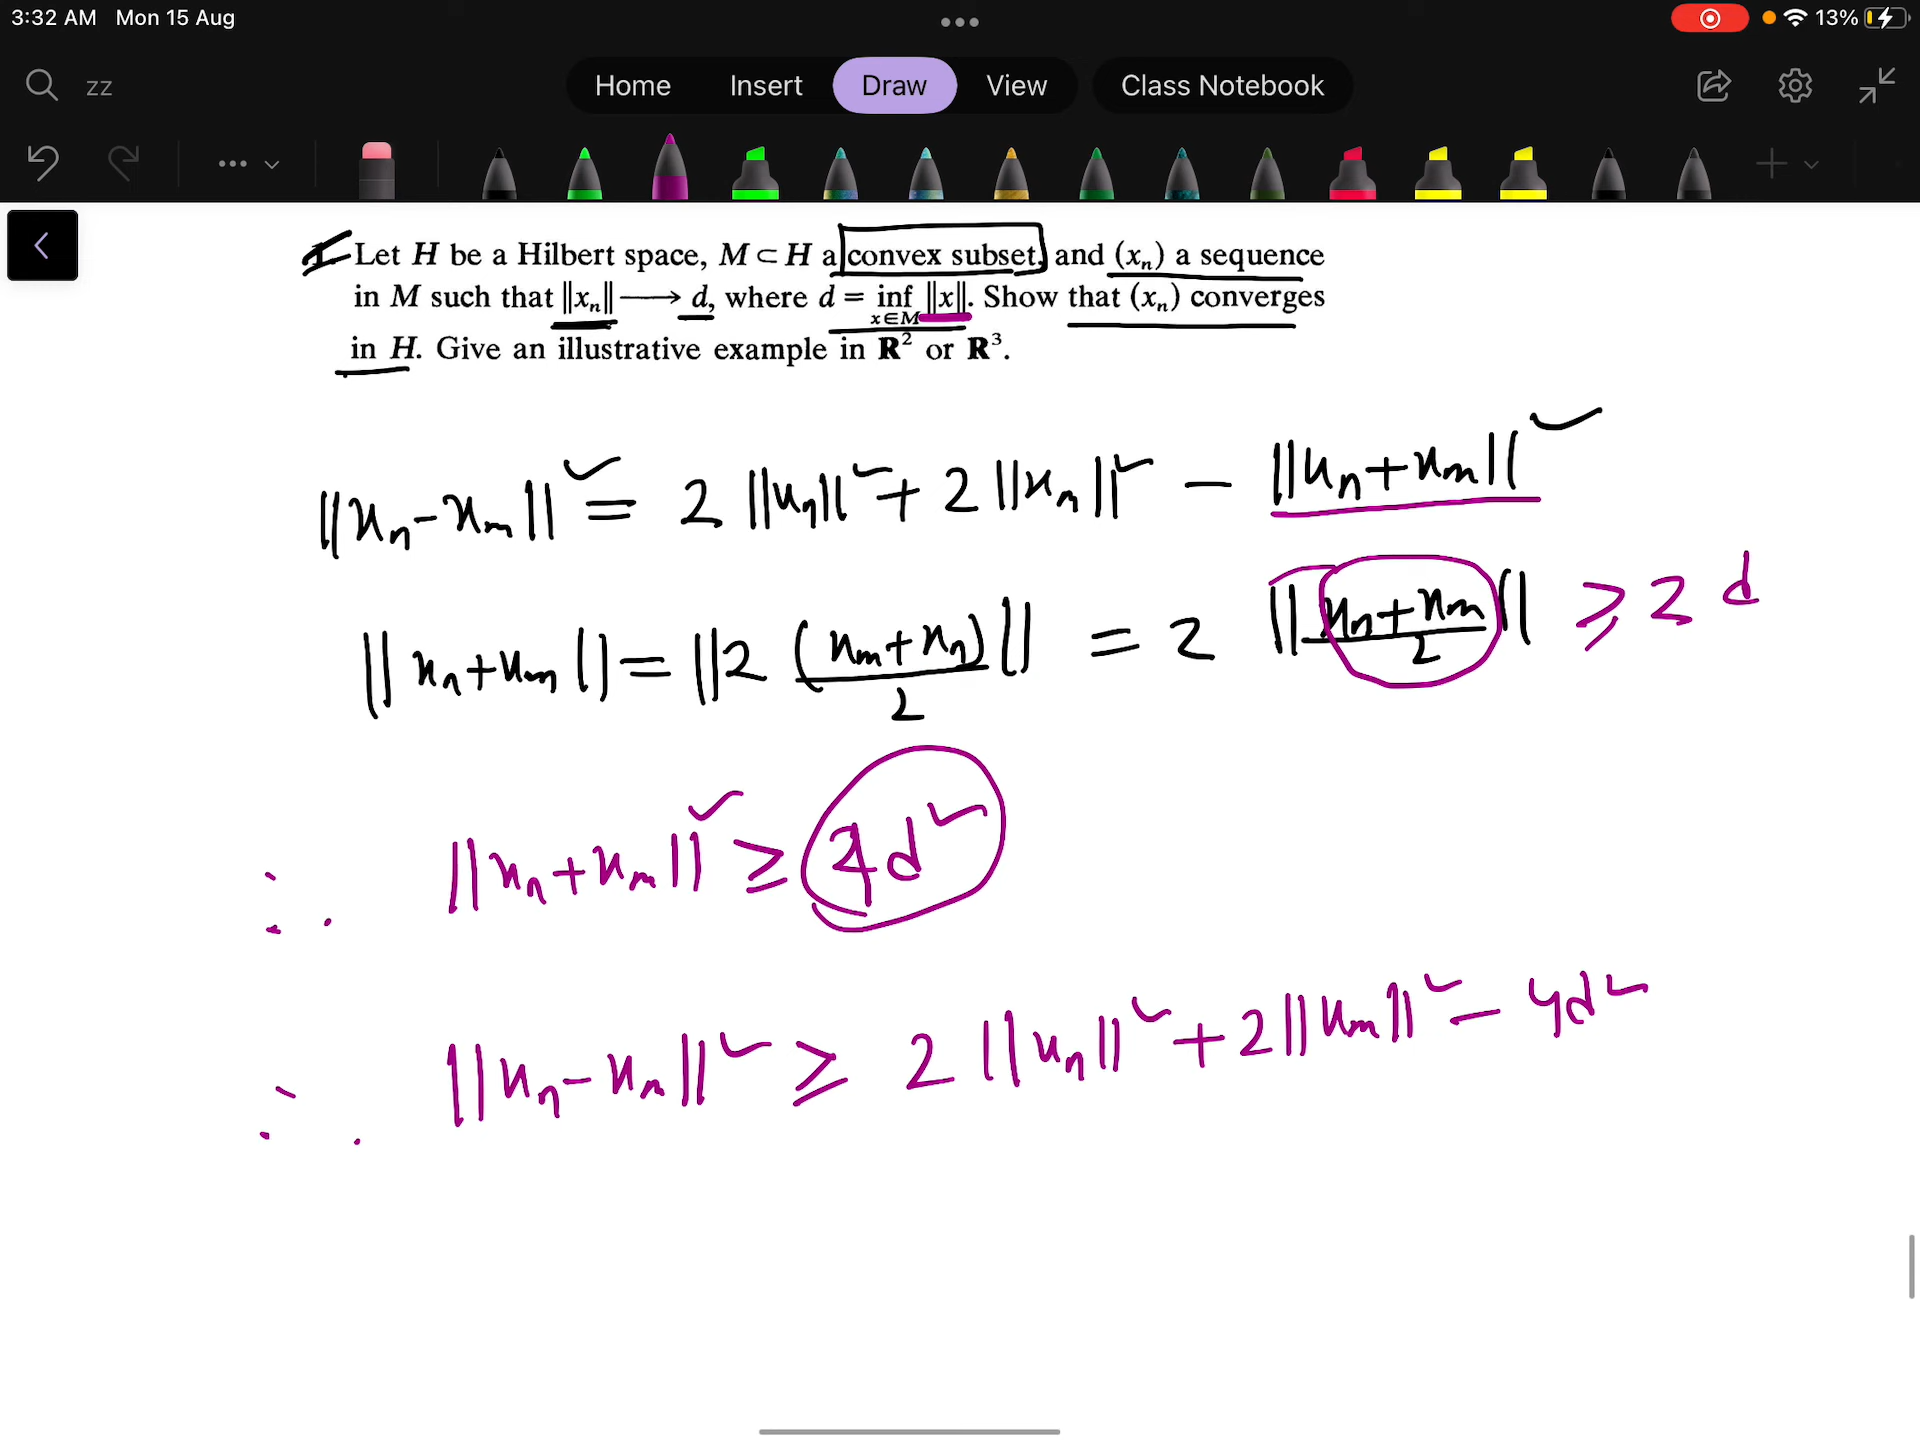 3:32 AM Mon 15 Aug
13%
zz
Home Insert Draw View Class Notebook
Let H be a Hilbert space, M ⊂ H a convex subset, and (xₙ) a sequence
in M such that ‖xₙ‖ ⟶ d, where d = inf ‖x‖. Show that (xₙ) converges
x∈M
in H. Give an illustrative example in R² or R³.
‖xₙ-xₘ‖² = 2‖xₙ‖² + 2‖xₘ‖² − ‖xₙ+xₘ‖²
‖xₙ+xₘ‖ = ‖2 (xₘ+xₙ)/2‖ = 2 ‖(xₙ+xₘ)/2‖ ≥ 2 d
∴ ‖xₙ+xₘ‖² ≥ 4d²
∴ ‖xₙ-xₘ‖² ≥ 2‖xₙ‖² + 2‖xₘ‖² − 4d²